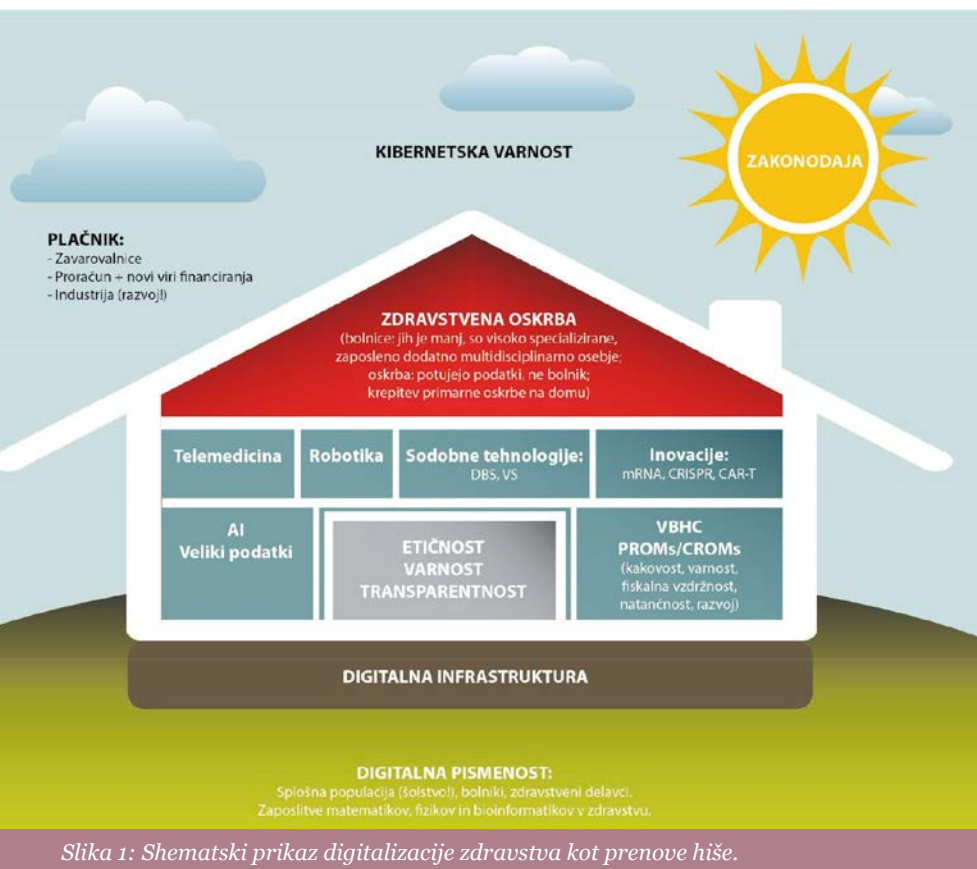 KIBERNETSKA VARNOST
ZAKONODAJA
PLAČNIK:
- Zavarovalnice
- Proračun + novi viri financiranja
- Industrija (razvoj!)
ZDRAVSTVENA OSKRBA
(bolnice: jih je manj, so visoko specializirane,
zaposleno dodatno multidisciplinarno osebje;
oskrba: potujejo podatki, ne bolnik;
krepitev primarne oskrbe na domu)
Telemedicina
Robotika
Sodobne tehnologije:
DBS, VS
Inovacije:
mRNA, CRISPR, CAR-T
AI
Veliki podatki
ETIČNOST
VARNOST
TRANSPARENTNOST
VBHC
PROMs/CROMs
(kakovost, varnost,
fiskalna vzdržnost,
natančnost, razvoj)
DIGITALNA INFRASTRUKTURA
DIGITALNA PISMENOST:
Splošna populacija (šolstvo!), bolniki, zdravstveni delavci.
Zaposlitve matematikov, fizikov in bioinformatikov v zdravstvu.
Slika 1: Shematski prikaz digitalizacije zdravstva kot prenove hiše.